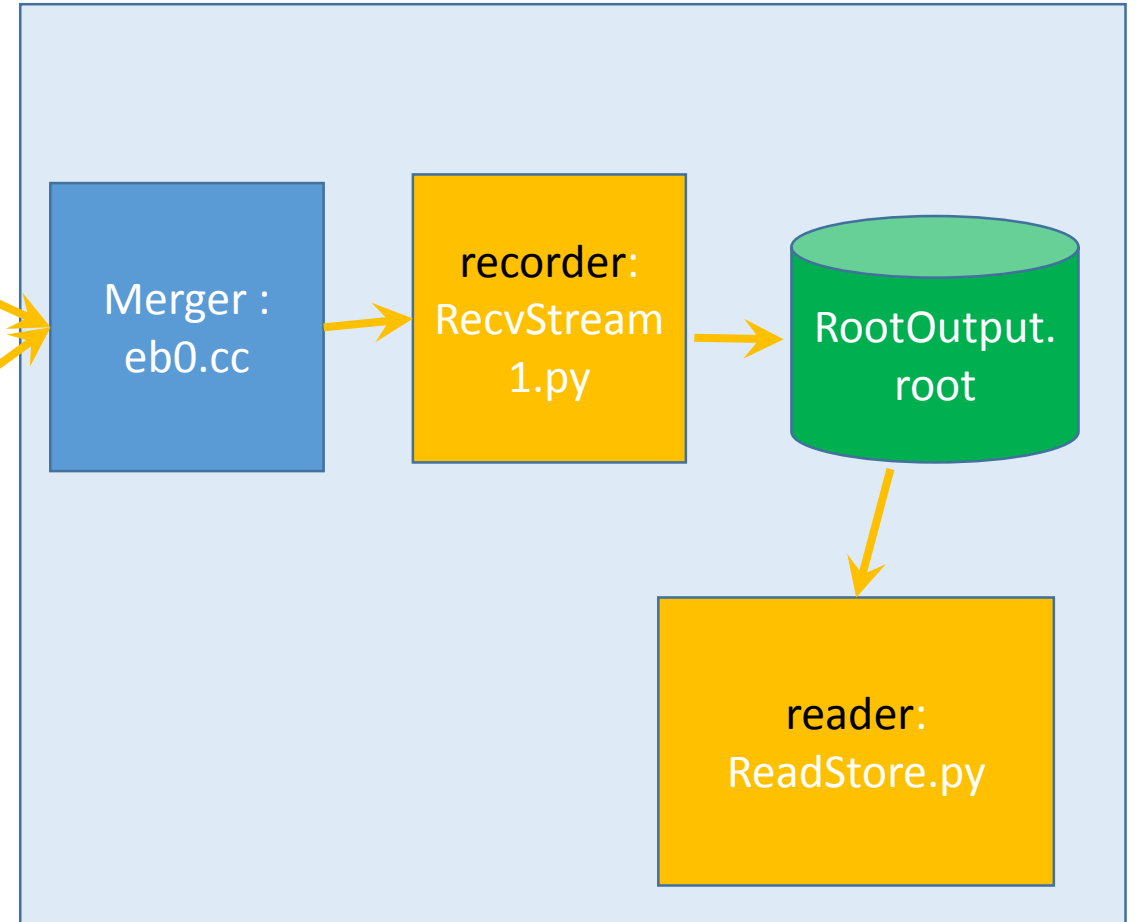 Merger :
eb0.cc
recorder:
RecvStream
1.py
RootOutput.
root
reader:
ReadStore.py